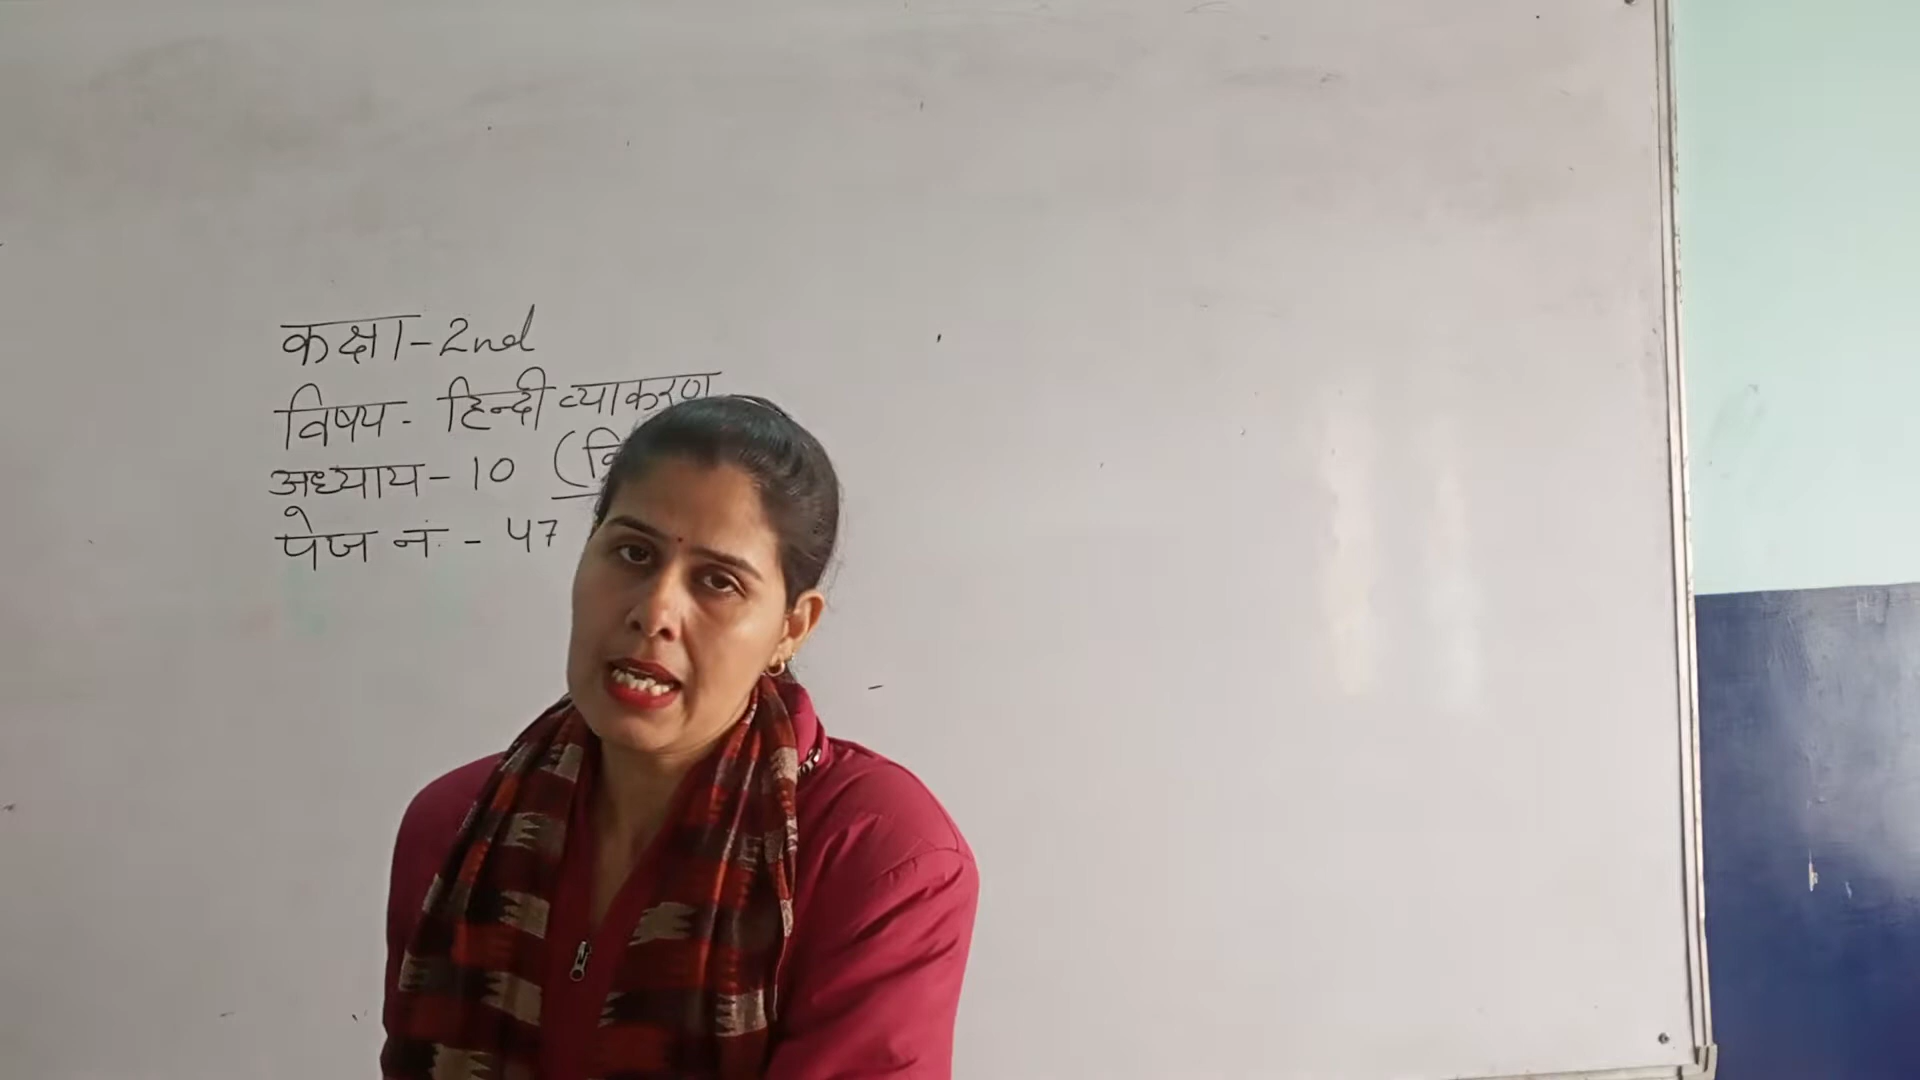 कक्षा - 2nd
विषय - हिन्दी व्याकरण
अध्याय - 10
पेज नं. - 47